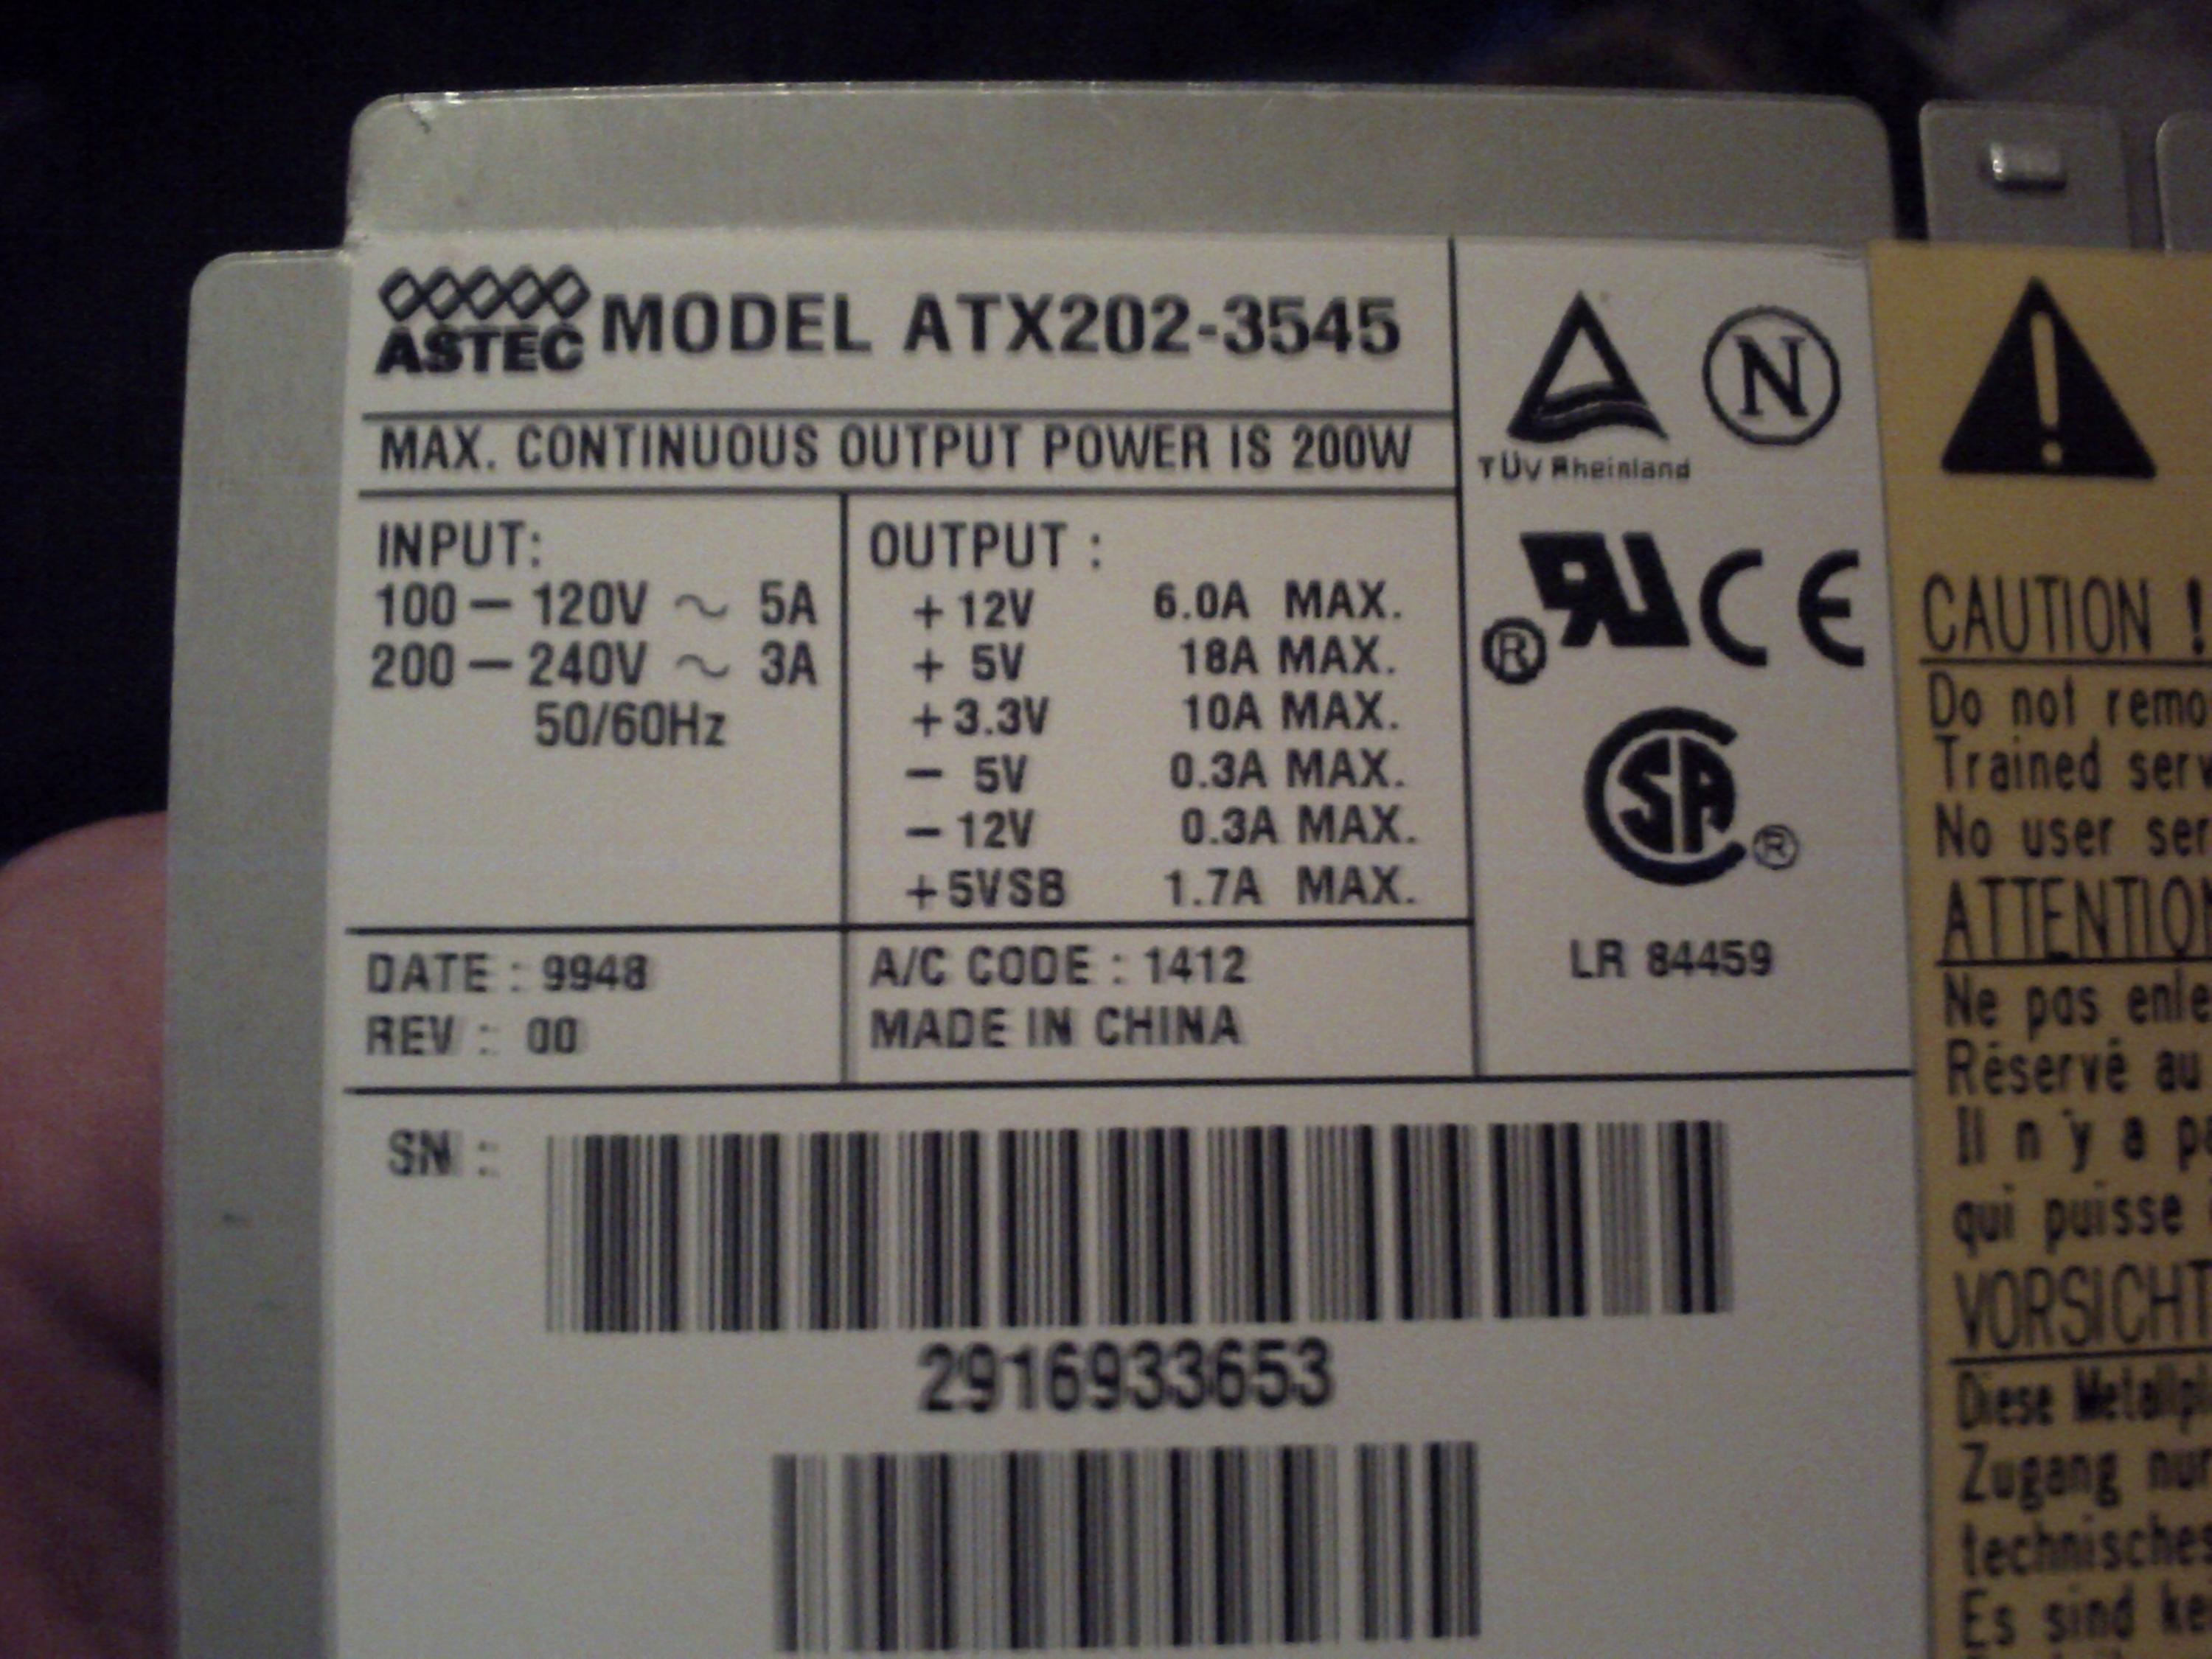 ASTEC MODEL ATX202-3545
MAX. CONTINUOUS OUTPUT POWER IS 200W
INPUT:
100 — 120V ~ 5A
200 — 240V ~ 3A
50/60Hz
OUTPUT :
+ 12V 6.0A MAX.
+ 5V 18A MAX.
+ 3.3V 10A MAX.
— 5V 0.3A MAX.
— 12V 0.3A MAX.
+ 5VSB 1.7A MAX.
DATE : 9948
REV : 00
A/C CODE : 1412
MADE IN CHINA
SN :
2916933653
N
TÜV Rheinland
® RU CE
SA ®
LR 84459
CAUTION !
Do not remo
Trained serv
No user ser
ATTENTION
Ne pas enle
Réservé au
Il n'y a pa
qui puisse
VORSICHT
Diese Metallpl
Zugang nur
technisches
Es sind ke